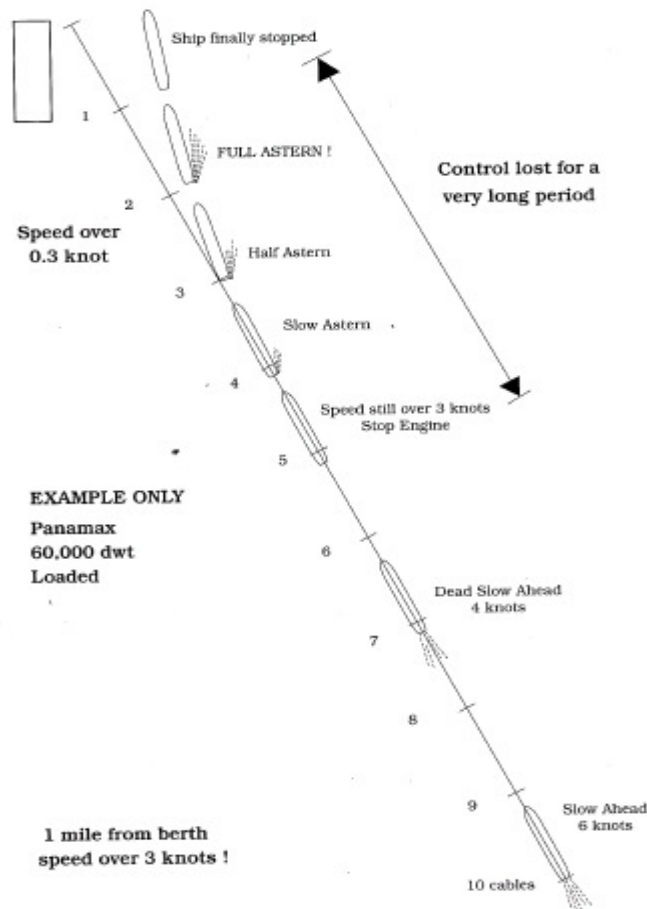 Ship finally stopped
1
FULL ASTERN !
Control lost for a
very long period
2
Speed over
0.3 knot
Half Astern
3
Slow Astern
4
Speed still over 3 knots
Stop Engine
5
EXAMPLE ONLY
Panamax
60,000 dwt
Loaded
6
Dead Slow Ahead
4 knots
7
8
9
Slow Ahead
6 knots
1 mile from berth
speed over 3 knots !
10 cables